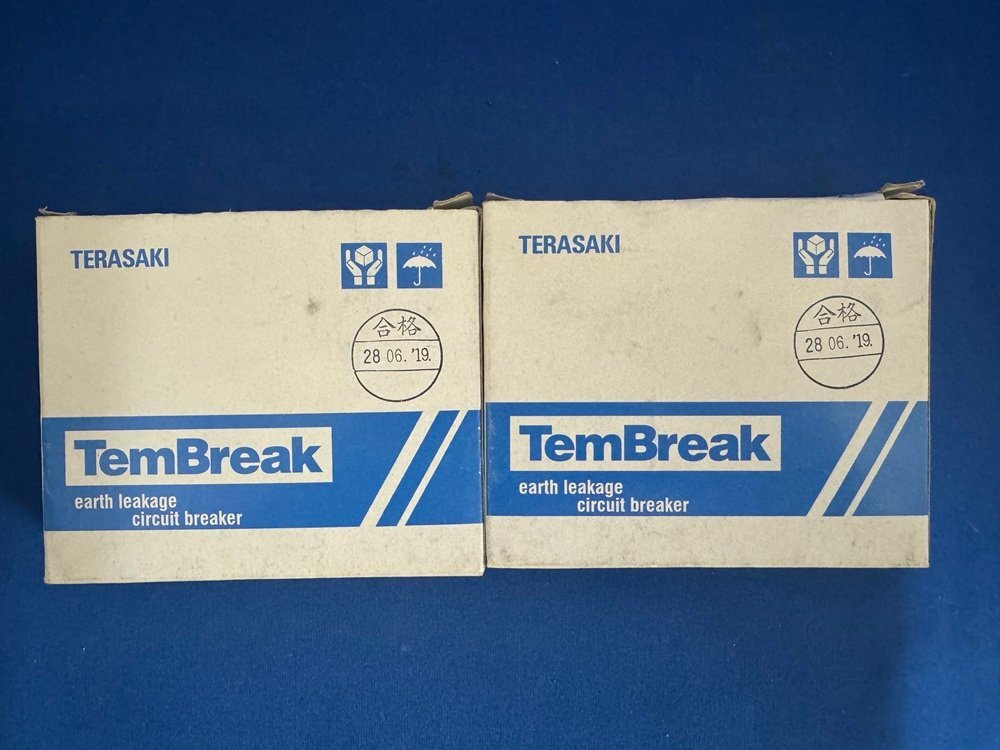 TERASAKI
合格
28 06. '19.
TemBreak
earth leakage
circuit breaker
TERASAKI
合格
28 06. '19.
TemBreak
earth leakage
circuit breaker